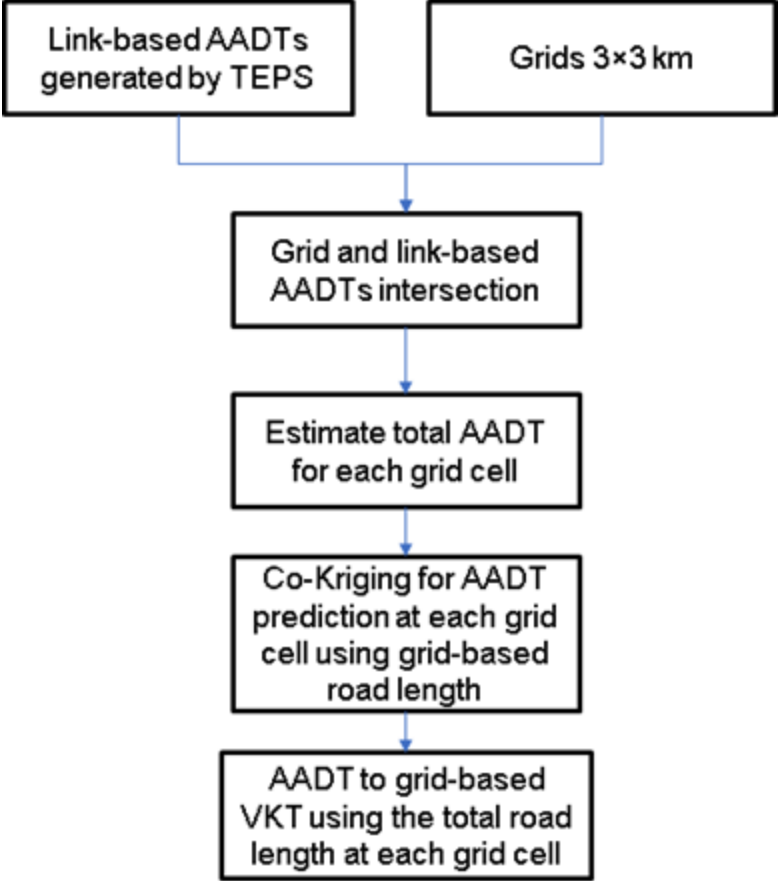 Link-based AADTs
generated by TEPS
Grids 3×3 km
Grid and link-based
AADTs intersection
Estimate total AADT
for each grid cell
Co-Kriging for AADT
prediction at each grid
cell using grid-based
road length
AADT to grid-based
VKT using the total road
length at each grid cell